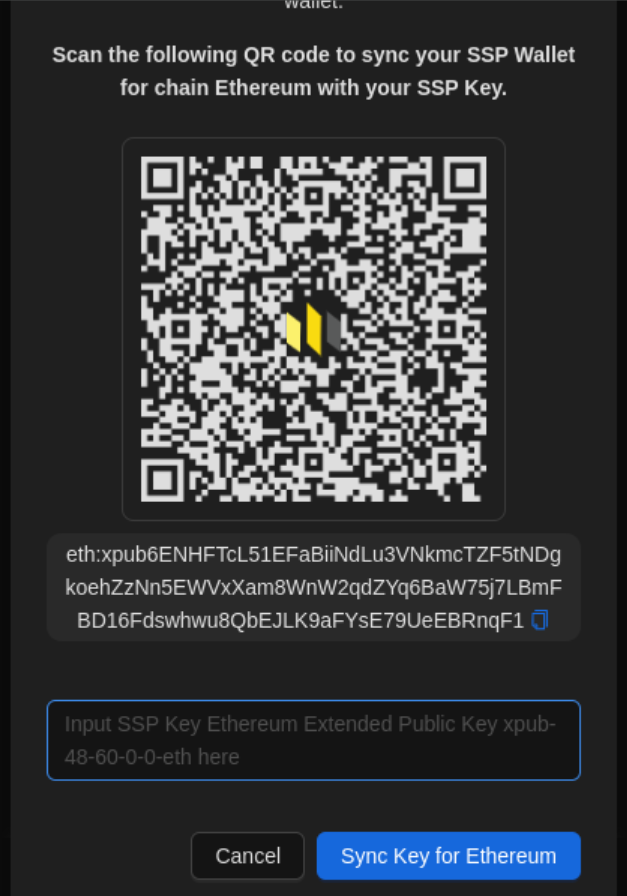 wallet.
Scan the following QR code to sync your SSP Wallet
for chain Ethereum with your SSP Key.
eth:xpub6ENHFTcL51EFaBiiNdLu3VNkmcTZF5tNDg
koehZzNn5EWVxXam8WnW2qdZYq6BaW75j7LBmF
BD16Fdswhwu8QbEJLK9aFYsE79UeEBRnqF1
Input SSP Key Ethereum Extended Public Key xpub-
48-60-0-0-eth here
Cancel
Sync Key for Ethereum